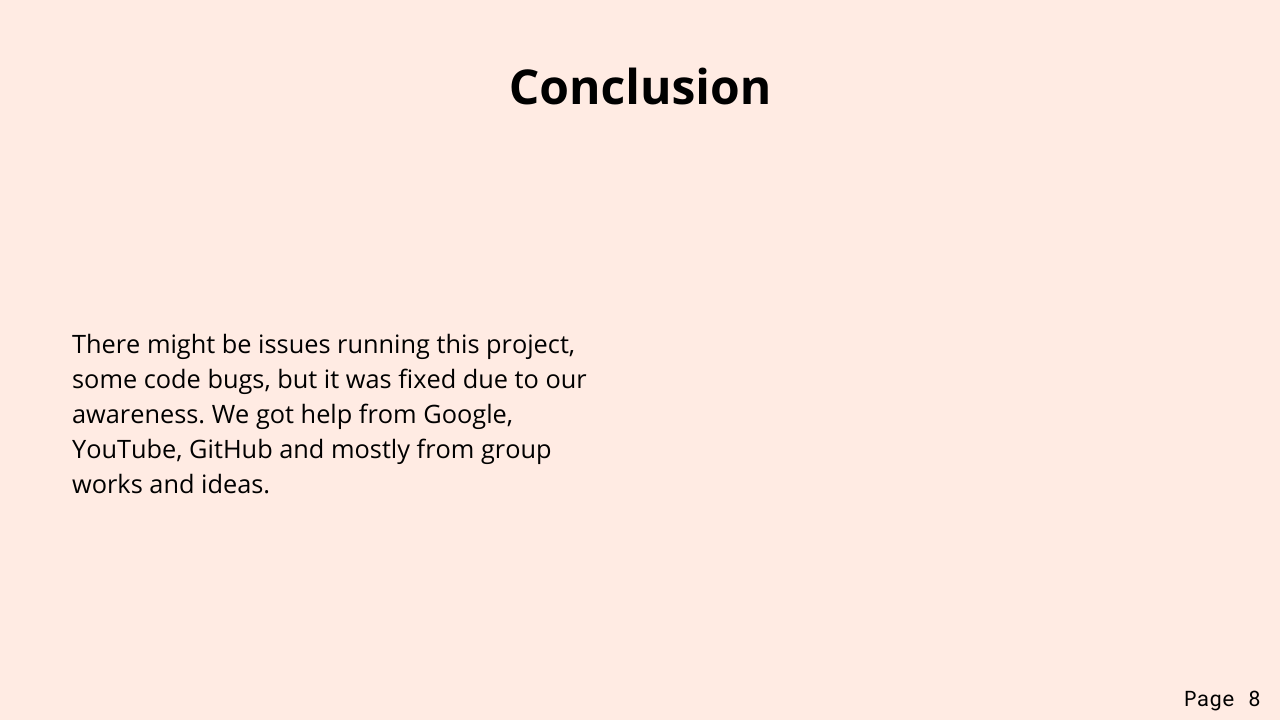 Conclusion
There might be issues running this project,
some code bugs, but it was fixed due to our
awareness. We got help from Google,
YouTube, GitHub and mostly from group
works and ideas.
Page 8